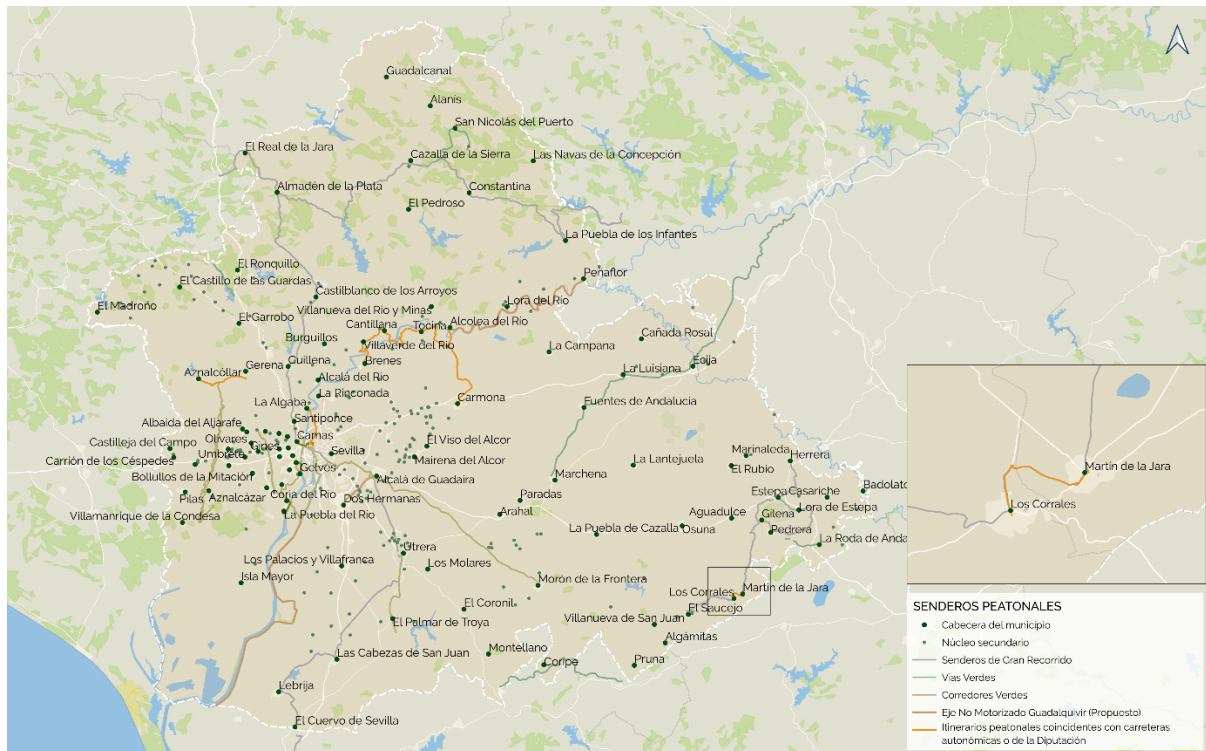 Guadalcanal
Alanís
San Nicolás del Puerto
El Real de la Jara
Cazalla de la Sierra
Las Navas de la Concepción
Almadén de la Plata
Constantina
El Pedroso
La Puebla de los Infantes
El Ronquillo
Peñaflor
El Castillo de las Guardas
Castilblanco de los Arroyos
El Madroño
Villanueva del Río y Minas
Lora del Río
El Garrobo
Cantillana
Tocina
Alcolea del Río
Burguillos
Villaverde del Río
Cañada Rosal
La Campana
Brenes
Gerena
Guillena
Aznalcóllar
Écija
La Luisiana
Alcalá del Río
La Rinconada
Carmona
La Algaba
Fuentes de Andalucía
Santiponce
Albaida del Aljarafe
Camas
Castilleja del Campo
Olivares
Gines
Sevilla
El Viso del Alcor
Umbrete
Carrión de los Céspedes
Mairena del Alcor
Marinaleda
Herrera
La Lantejuela
El Rubio
Gelves
Bollullos de la Mitación
Alcalá de Guadaira
Marchena
Badolato
Pilas
Aznalcázar
Coria del Río
Dos Hermanas
Paradas
Estepa
Casariche
Villamanrique de la Condesa
La Puebla del Río
Arahal
Aguadulce
Gilena
Lora de Estepa
La Puebla de Cazalla
Osuna
Pedrera
La Roda de Anda
Utrera
Los Palacios y Villafranca
Los Molares
Isla Mayor
Morón de la Frontera
Los Corrales
Martín de la Jara
El Coronil
El Saucejo
El Palmar de Troya
Villanueva de San Juan
Algámitas
Montellano
Las Cabezas de San Juan
Coripe
Pruna
Lebrija
El Cuervo de Sevilla
Martín de la Jara
Los Corrales
SENDEROS PEATONALES
Cabecera del municipio
Núcleo secundario
Senderos de Gran Recorrido
Vías Verdes
Corredores Verdes
Eje No Motorizado Guadalquivir (Propuesto)
Itinerarios peatonales coincidentes con carreteras
autonómicas o de la Diputación